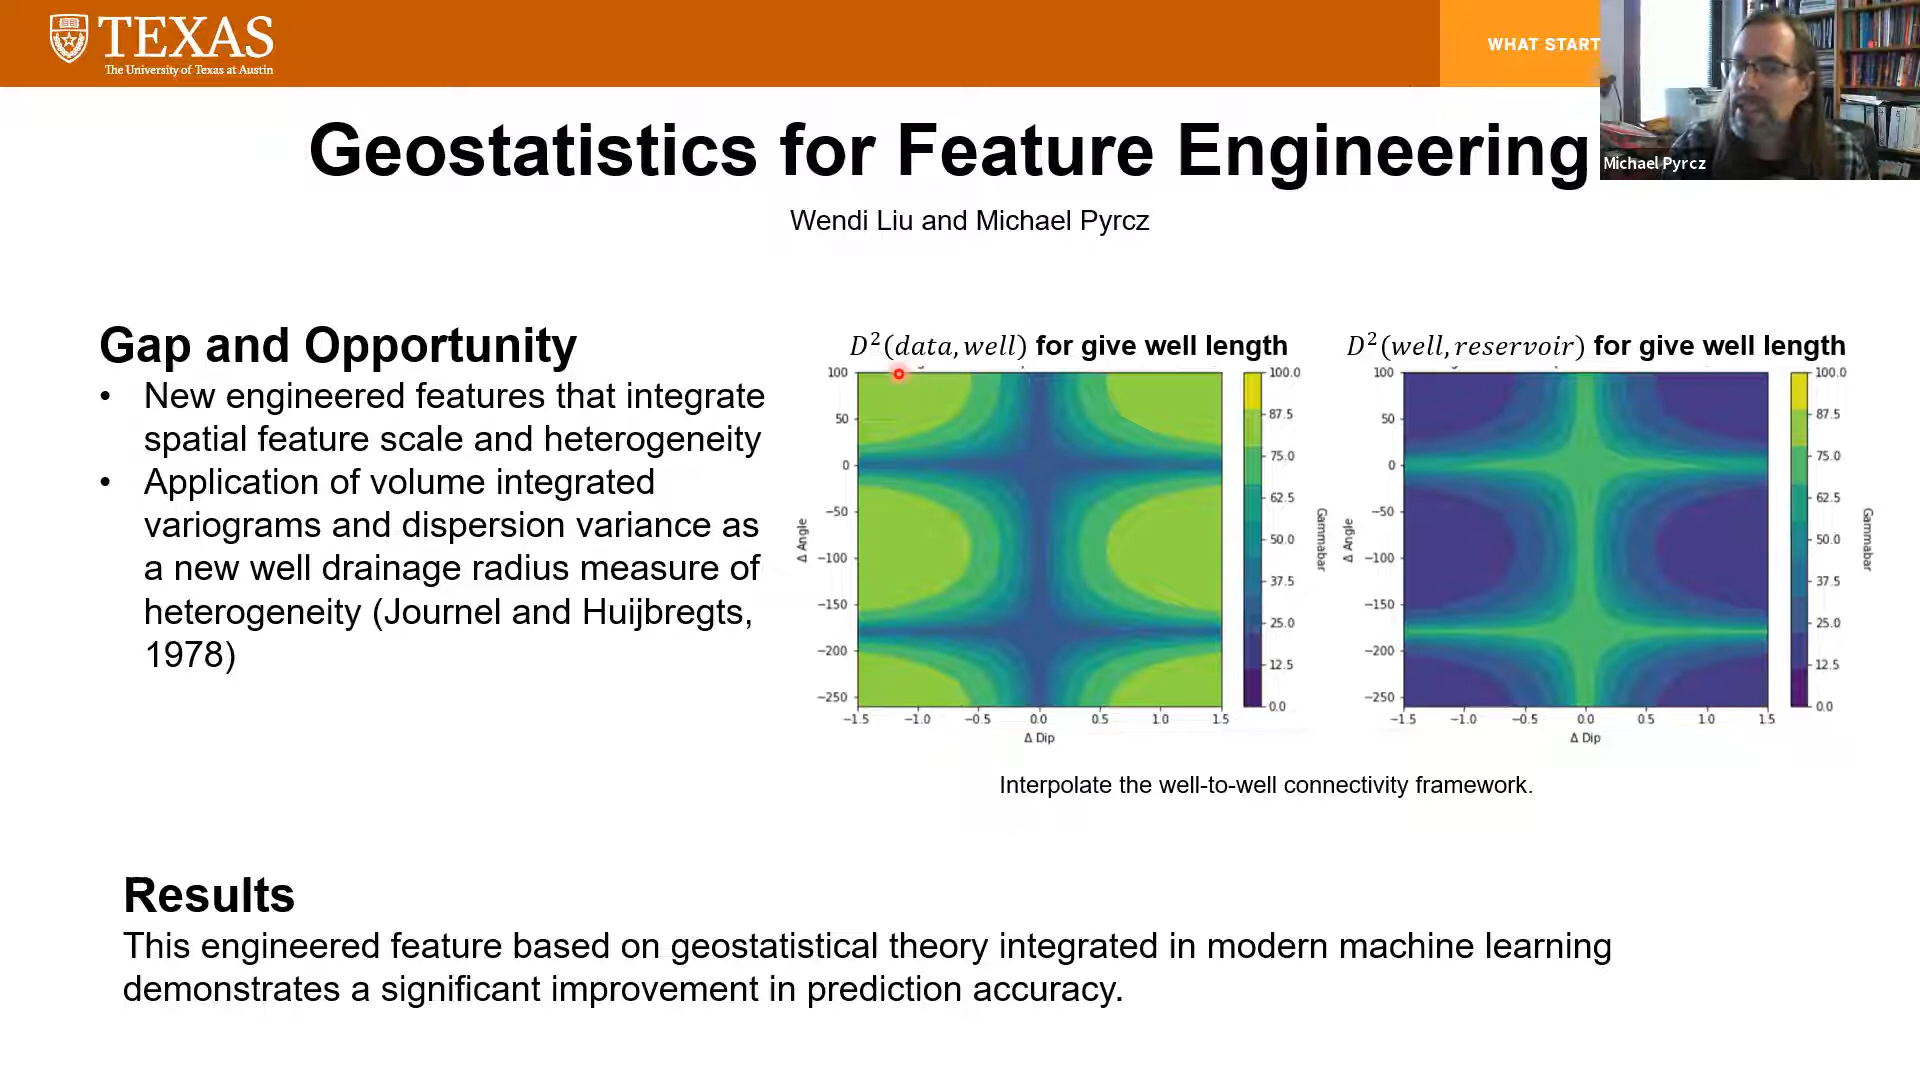 TEXAS
The University of Texas at Austin
WHAT START
Michael Pyrcz
Geostatistics for Feature Engineering
Wendi Liu and Michael Pyrcz
Gap and Opportunity
• New engineered features that integrate
spatial feature scale and heterogeneity
• Application of volume integrated
variograms and dispersion variance as
a new well drainage radius measure of
heterogeneity (Journel and Huijbregts,
1978)
D²(data, well) for give well length
100
50
0
−50
−100
−150
−200
−250
Δ Angle
−1.5 −1.0 −0.5 0.0 0.5 1.0 1.5
Δ Dip
100.0
87.5
75.0
62.5
50.0
37.5
25.0
12.5
0.0
Gammabar
D²(well, reservoir) for give well length
100
50
0
−50
−100
−150
−200
−250
Δ Angle
−1.5 −1.0 −0.5 0.0 0.5 1.0 1.5
Δ Dip
100.0
87.5
75.0
62.5
50.0
37.5
25.0
12.5
0.0
Gammabar
Interpolate the well-to-well connectivity framework.
Results
This engineered feature based on geostatistical theory integrated in modern machine learning
demonstrates a significant improvement in prediction accuracy.